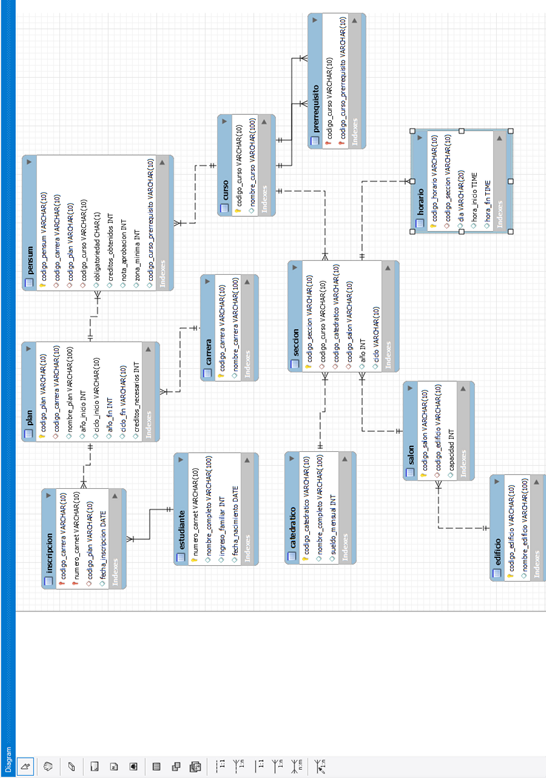 Diagram
inscripcion
codigo_carrera VARCHAR(10)
numero_carnet VARCHAR(10)
codigo_plan VARCHAR(10)
fecha_inscripcion DATE
Indexes
plan
codigo_plan VARCHAR(10)
codigo_carrera VARCHAR(10)
nombre_plan VARCHAR(100)
año_inicio INT
ciclo_inicio VARCHAR(10)
año_fin INT
ciclo_fin VARCHAR(10)
creditos_necesarios INT
Indexes
pensum
codigo_pensum VARCHAR(10)
codigo_carrera VARCHAR(10)
codigo_plan VARCHAR(10)
codigo_curso VARCHAR(10)
obligatoriedad CHAR(1)
creditos_obtenidos INT
nota_aprobacion INT
zona_minima INT
codigo_curso_prerrequisito VARCHAR(10)
Indexes
estudiante
numero_carnet VARCHAR(10)
nombre_completo VARCHAR(100)
ingreso_familiar INT
fecha_nacimiento DATE
Indexes
carrera
codigo_carrera VARCHAR(10)
nombre_carrera VARCHAR(100)
Indexes
curso
codigo_curso VARCHAR(10)
nombre_curso VARCHAR(100)
Indexes
prerrequisito
codigo_curso VARCHAR(10)
codigo_curso_prerrequisito VARCHAR(10)
Indexes
catedratico
codigo_catedratico VARCHAR(10)
nombre_completo VARCHAR(100)
sueldo_mensual INT
Indexes
seccion
codigo_seccion VARCHAR(10)
codigo_curso VARCHAR(10)
codigo_catedratico VARCHAR(10)
codigo_salon VARCHAR(10)
año INT
ciclo VARCHAR(10)
Indexes
horario
codigo_horario VARCHAR(10)
codigo_seccion VARCHAR(10)
dia VARCHAR(20)
hora_inicio TIME
hora_fin TIME
Indexes
salon
codigo_salon VARCHAR(10)
codigo_edificio VARCHAR(10)
capacidad INT
Indexes
edificio
codigo_edificio VARCHAR(10)
nombre_edificio VARCHAR(100)
Indexes
1:1
1:n
1:1
1:n
n:m
1:n